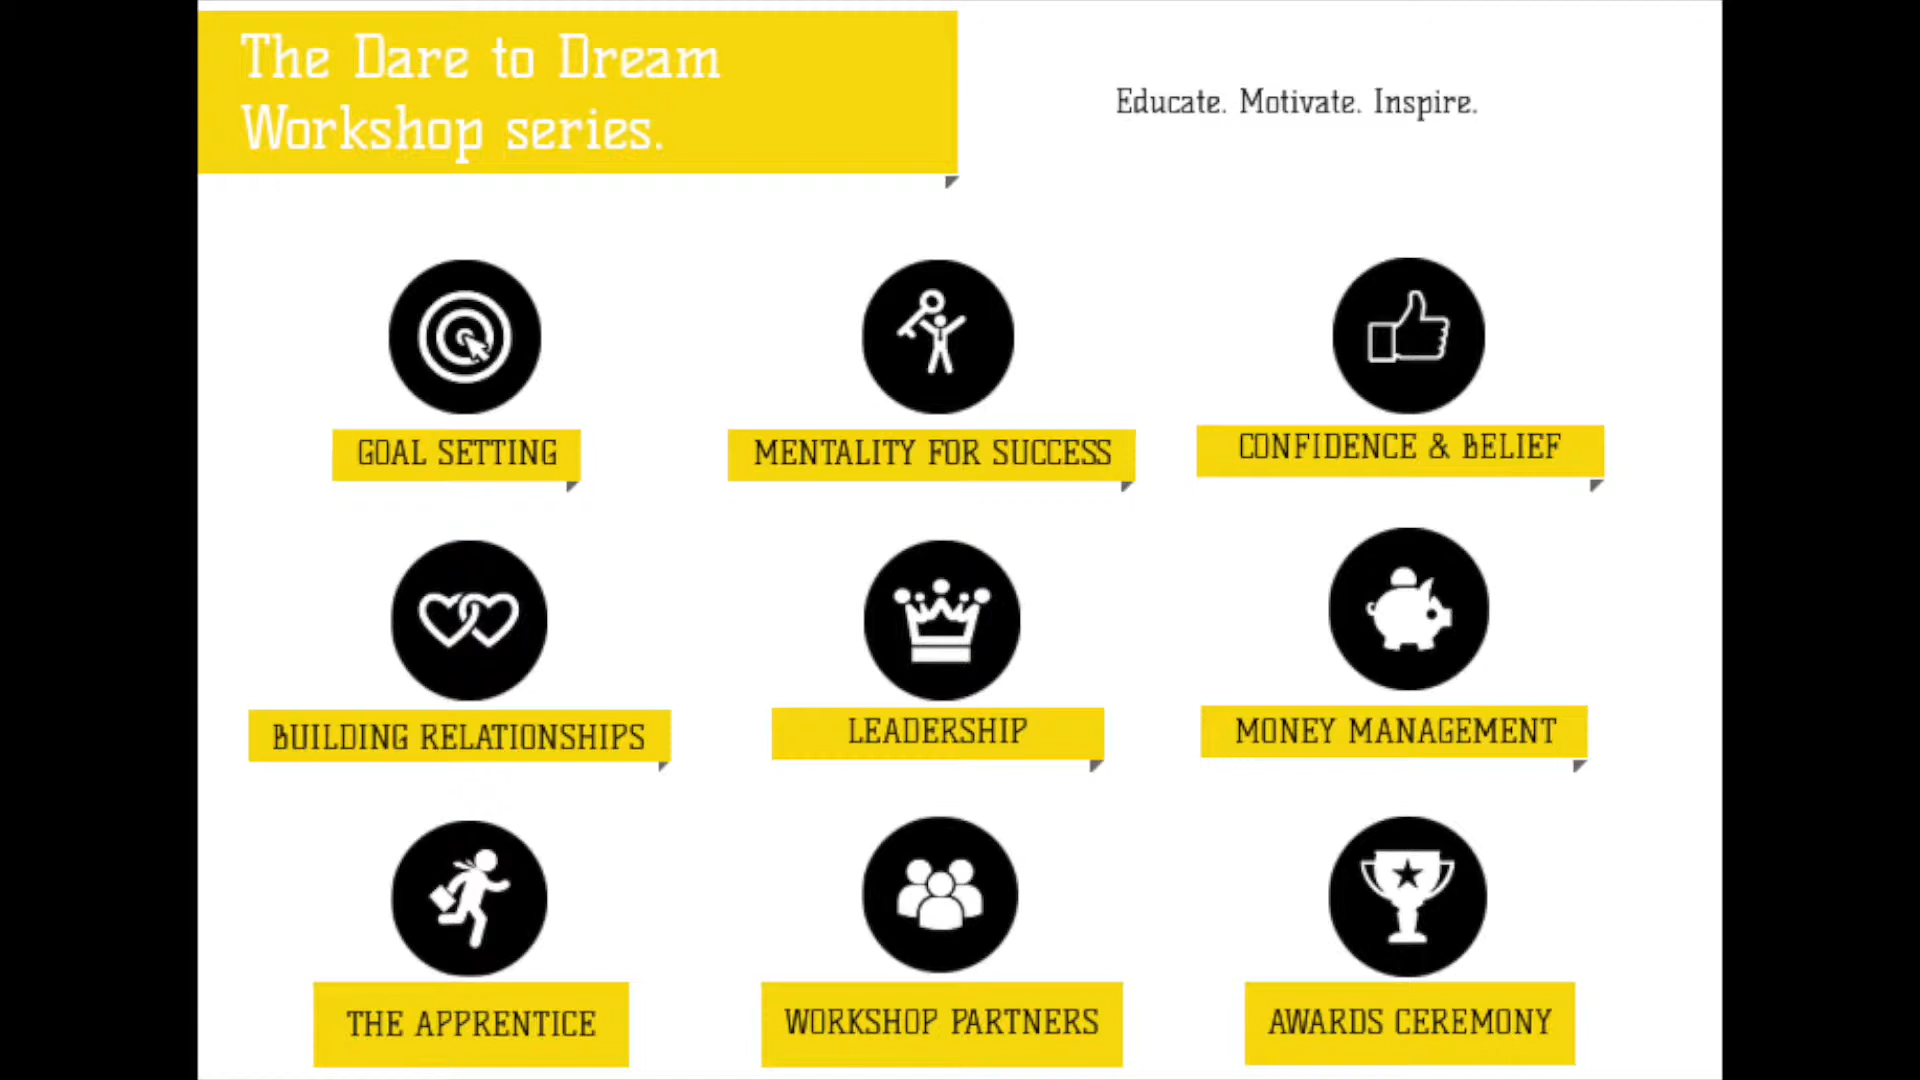 The Dare to Dream
Workshop series.
Educate. Motivate. Inspire.
GOAL SETTING
MENTALITY FOR SUCCESS
CONFIDENCE & BELIEF
BUILDING RELATIONSHIPS
LEADERSHIP
MONEY MANAGEMENT
THE APPRENTICE
WORKSHOP PARTNERS
AWARDS CEREMONY